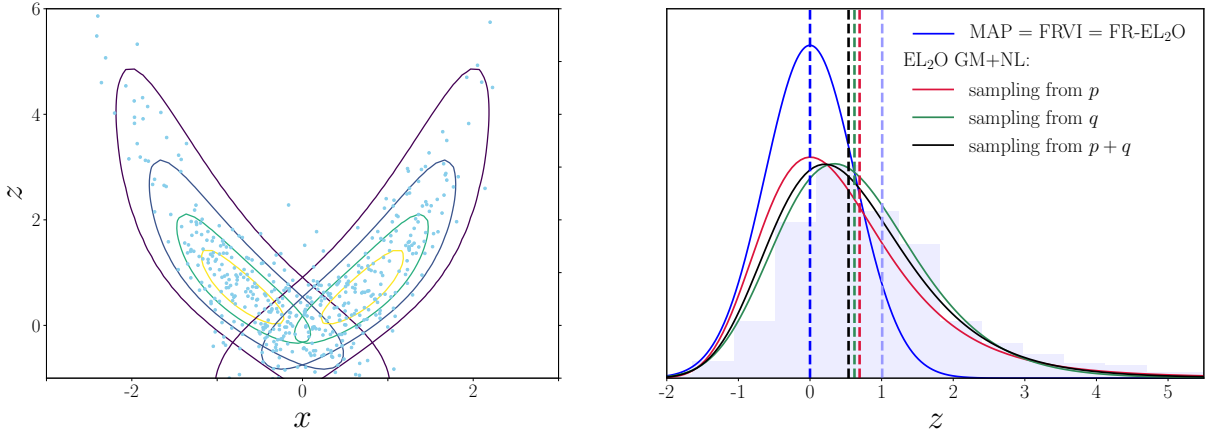 6
4
2
0
z
-2
0
2
x
MAP = FRVI = FR-EL₂O
EL₂O GM+NL:
sampling from p
sampling from q
sampling from p + q
-2
-1
0
1
2
3
4
5
z